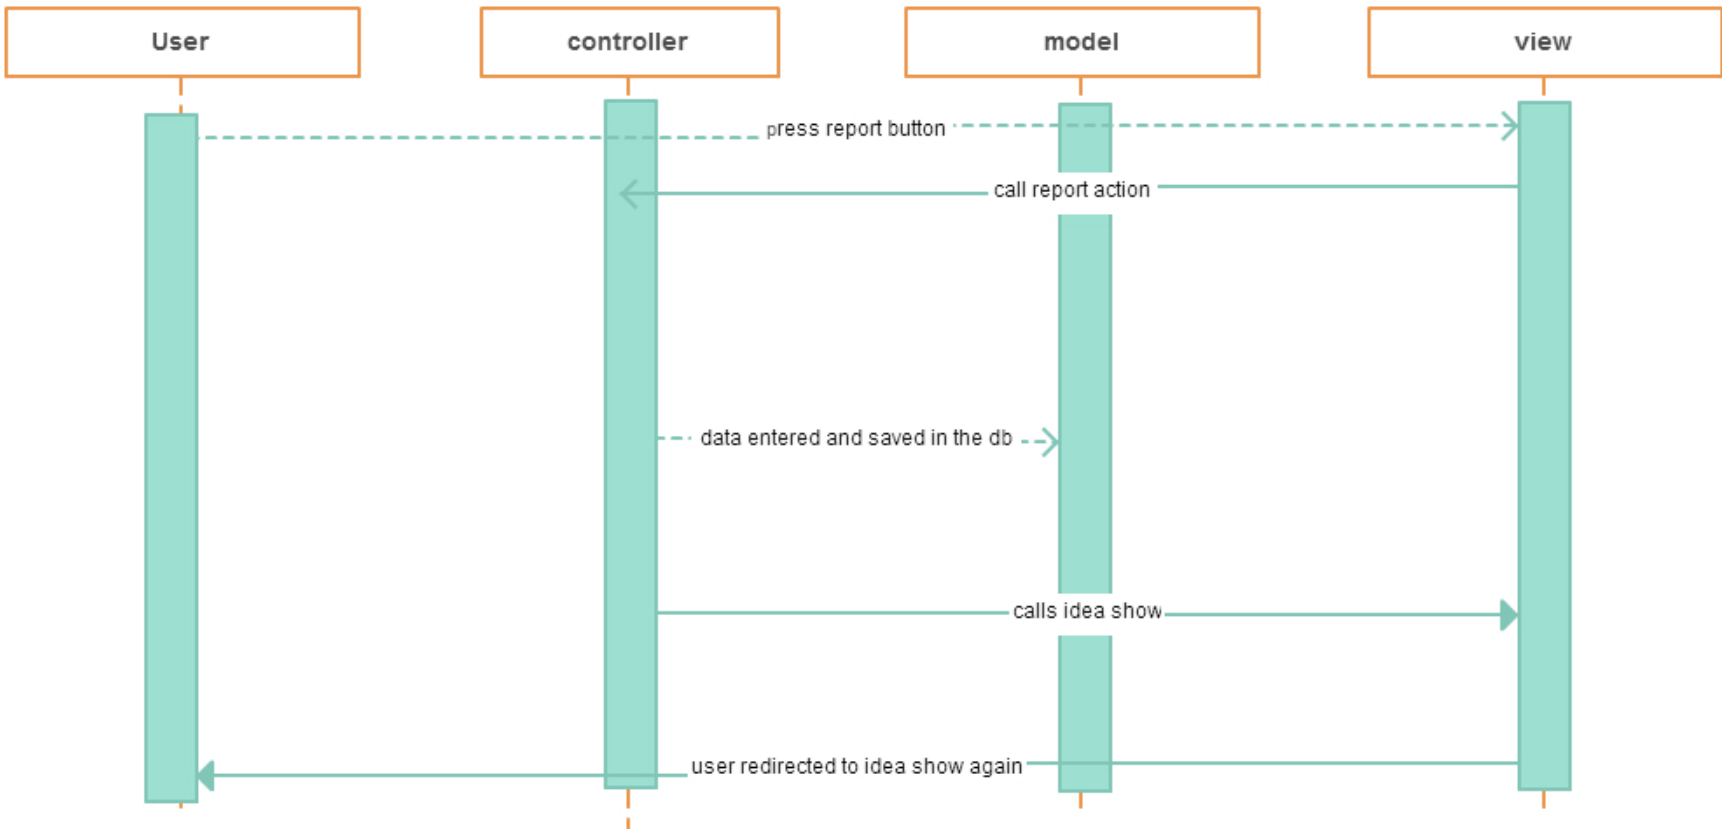 User
controller
model
view
press report button
call report action
data entered and saved in the db
calls idea show
user redirected to idea show again